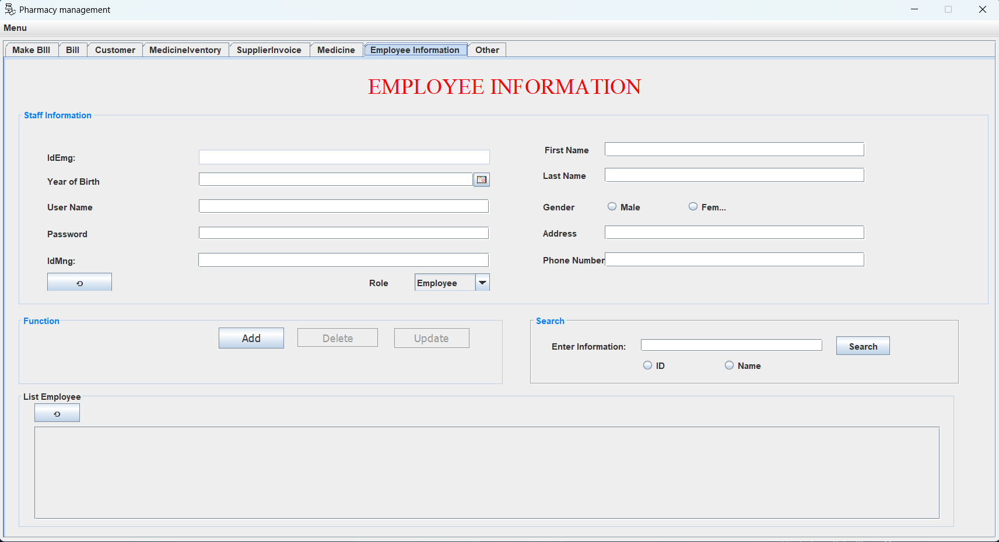 Pharmacy management
Menu
Make BIll Bill Customer MedicineIventory SupplierInvoice Medicine Employee Information Other
EMPLOYEE INFORMATION
Staff Information
IdEmg:
First Name
Year of Birth
Last Name
User Name
Gender Male Fem...
Password
Address
IdMng:
Phone Number
Role Employee
Function
Add Delete Update
Search
Enter Information: Search
ID Name
List Employee